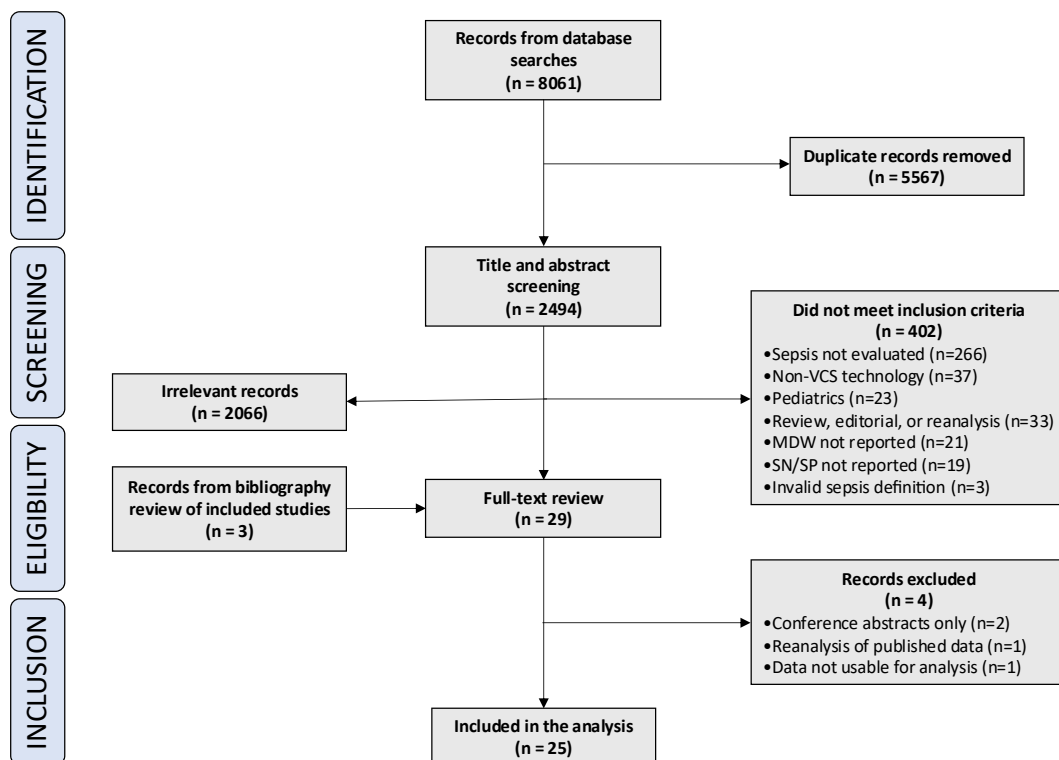 IDENTIFICATION
Records from database
searches
(n = 8061)
Duplicate records removed
(n = 5567)
SCREENING
Title and abstract
screening
(n = 2494)
Did not meet inclusion criteria
(n = 402)
•Sepsis not evaluated (n=266)
•Non-VCS technology (n=37)
•Pediatrics (n=23)
•Review, editorial, or reanalysis (n=33)
•MDW not reported (n=21)
•SN/SP not reported (n=19)
•Invalid sepsis definition (n=3)
Irrelevant records
(n = 2066)
ELIGIBILITY
Records from bibliography
review of included studies
(n = 3)
Full-text review
(n = 29)
Records excluded
(n = 4)
•Conference abstracts only (n=2)
•Reanalysis of published data (n=1)
•Data not usable for analysis (n=1)
INCLUSION
Included in the analysis
(n = 25)